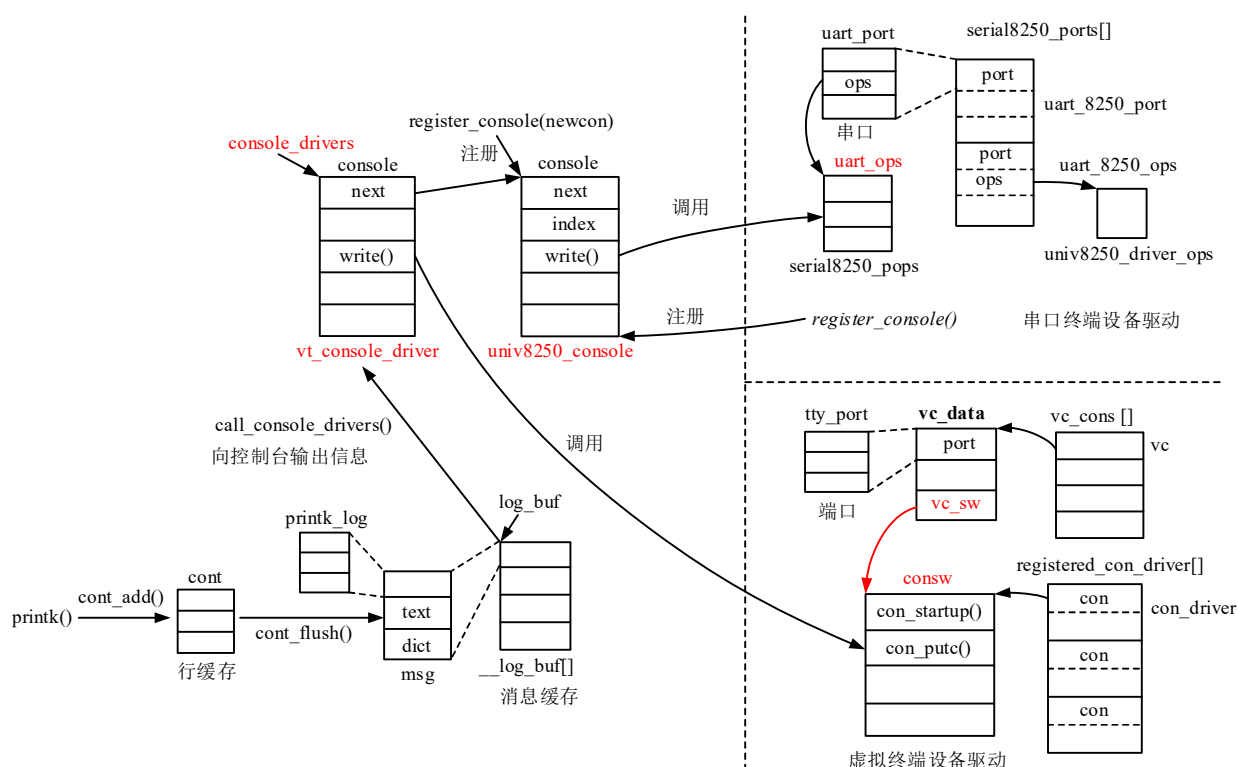 console_drivers
register_console(newcon)
注册
console
next
write()
vt_console_driver
console
next
index
write()
univ8250_console
调用
注册
call_console_drivers()
向控制台输出信息
调用
printk()
cont_add()
cont
行缓存
cont_flush()
printk_log
text
dict
msg
log_buf
__log_buf[]
消息缓存
uart_port
ops
串口
serial8250_ports[]
port
uart_8250_port
port
ops
uart_8250_ops
univ8250_driver_ops
uart_ops
serial8250_pops
register_console()
串口终端设备驱动
tty_port
端口
vc_data
port
vc_sw
vc_cons []
vc
consw
con_startup()
con_putc()
registered_con_driver[]
con
con_driver
con
con
虚拟终端设备驱动